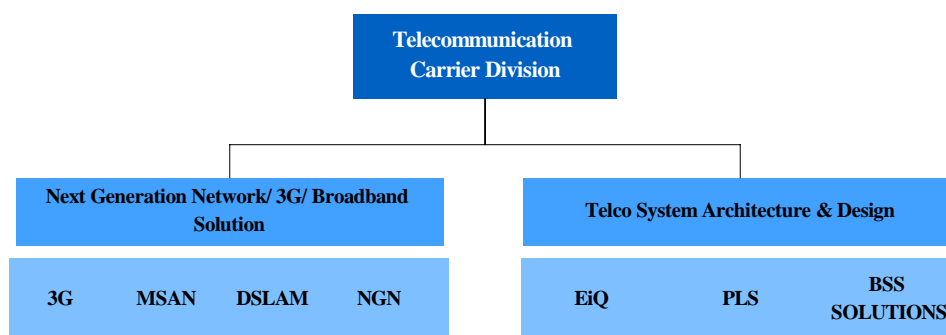 Telecommunication
Carrier Division
Next Generation Network/ 3G/ Broadband
Solution
Telco System Architecture & Design
3G MSAN DSLAM NGN
EiQ PLS BSS
SOLUTIONS